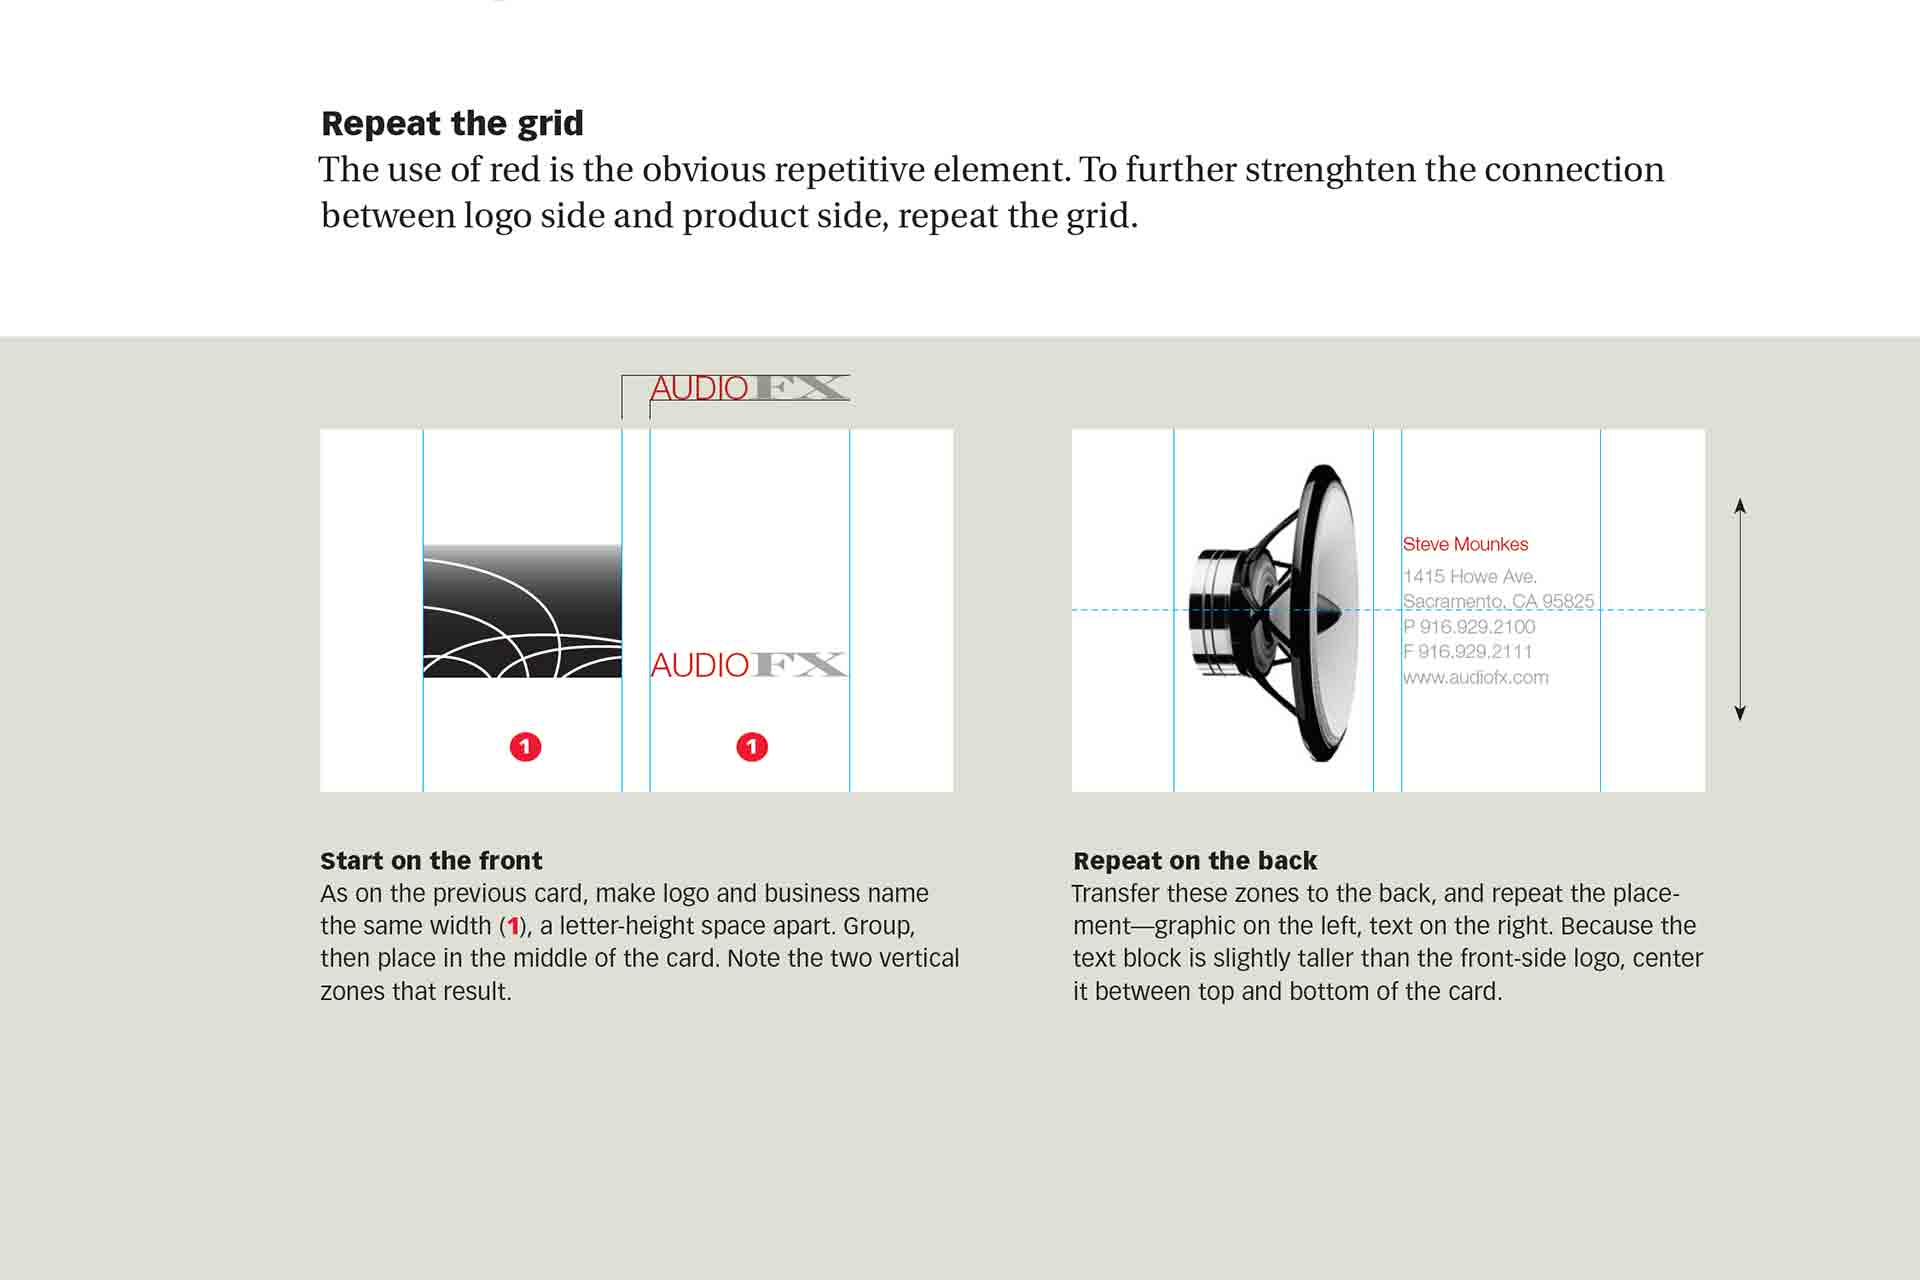 Repeat the grid
The use of red is the obvious repetitive element. To further strenghten the connection
between logo side and product side, repeat the grid.
AUDIOFX
AUDIOFX
1
1
Steve Mounkes
1415 Howe Ave.
Sacramento, CA 95825
P 916.929.2100
F 916.929.2111
www.audiofx.com
Start on the front
As on the previous card, make logo and business name
the same width (1), a letter-height space apart. Group,
then place in the middle of the card. Note the two vertical
zones that result.
Repeat on the back
Transfer these zones to the back, and repeat the place-
ment—graphic on the left, text on the right. Because the
text block is slightly taller than the front-side logo, center
it between top and bottom of the card.